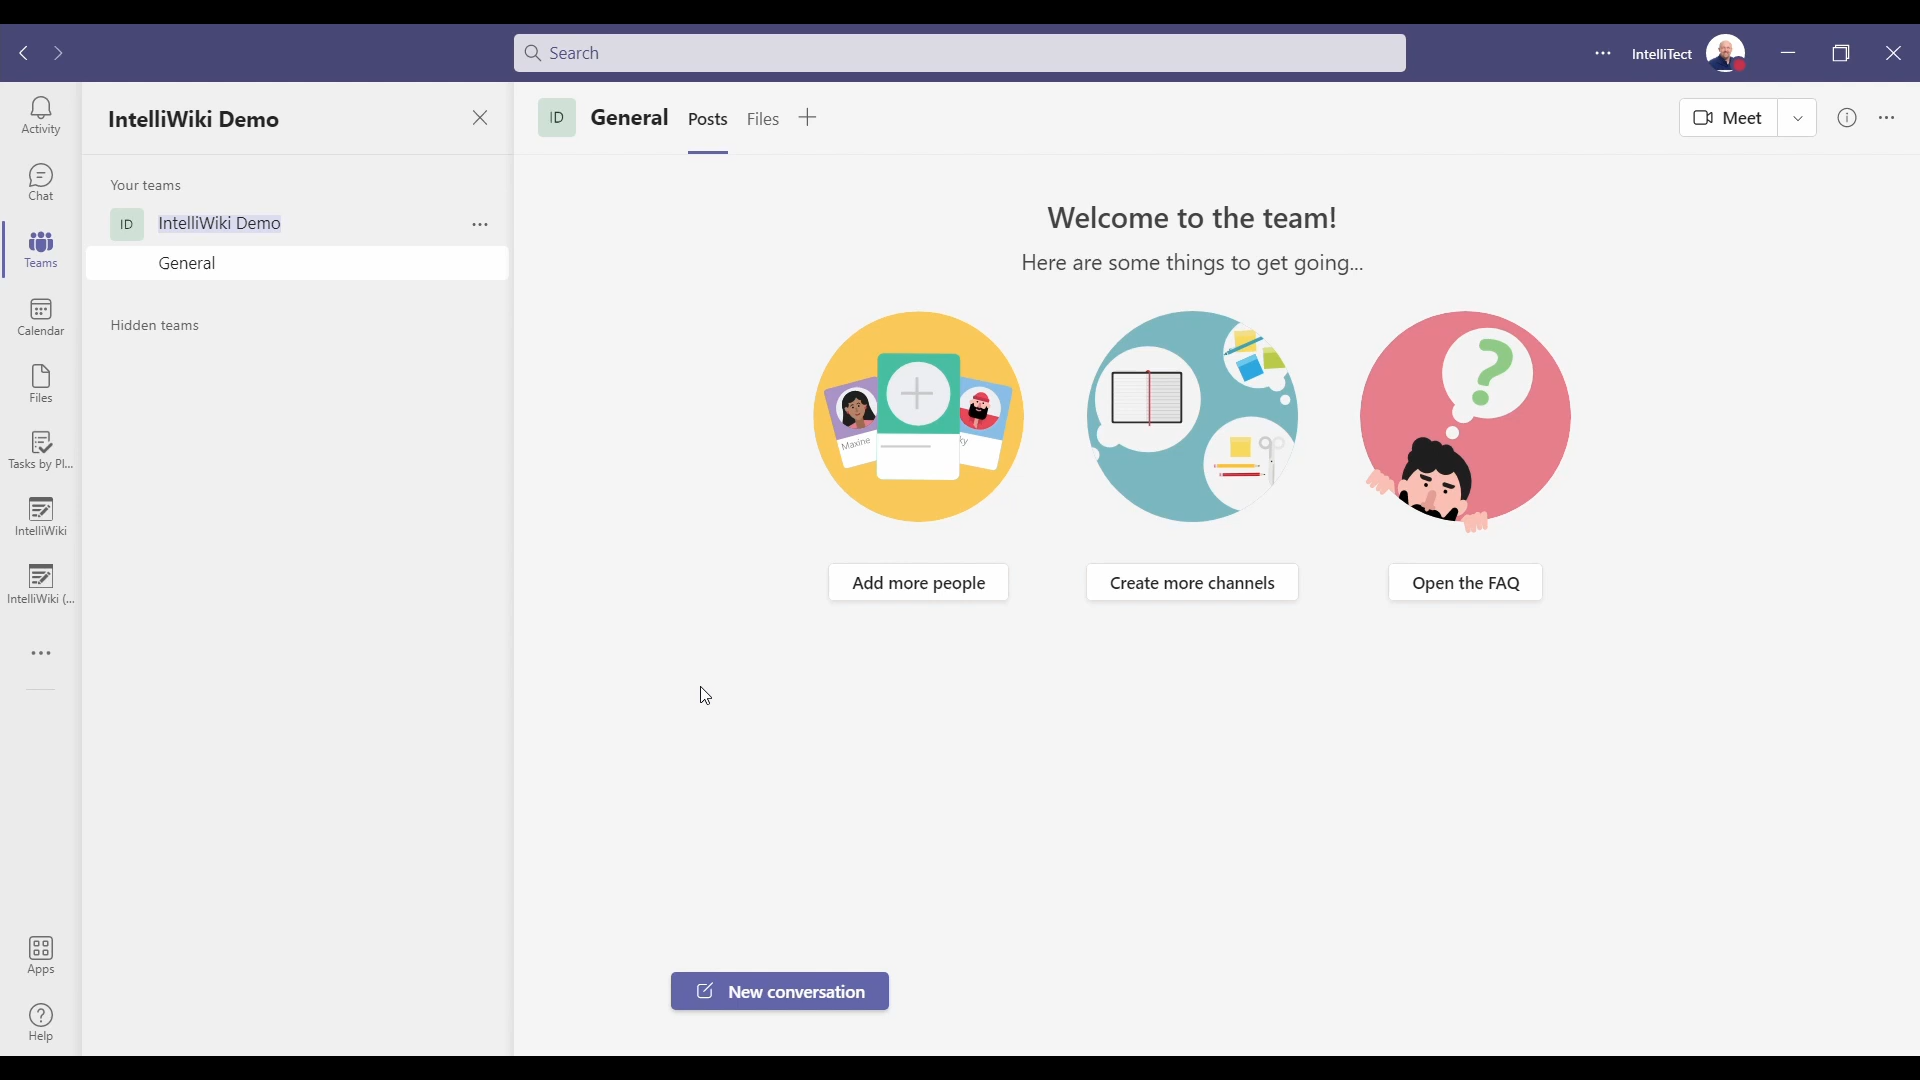 Search
IntelliTect
Activity
Chat
Teams
Calendar
Files
Tasks by Pl...
IntelliWiki
IntelliWiki (...
Apps
Help
IntelliWiki Demo
Your teams
ID IntelliWiki Demo
General
Hidden teams
ID General Posts Files
Meet
Welcome to the team!
Here are some things to get going...
Maxine
ky
Add more people
Create more channels
Open the FAQ
New conversation